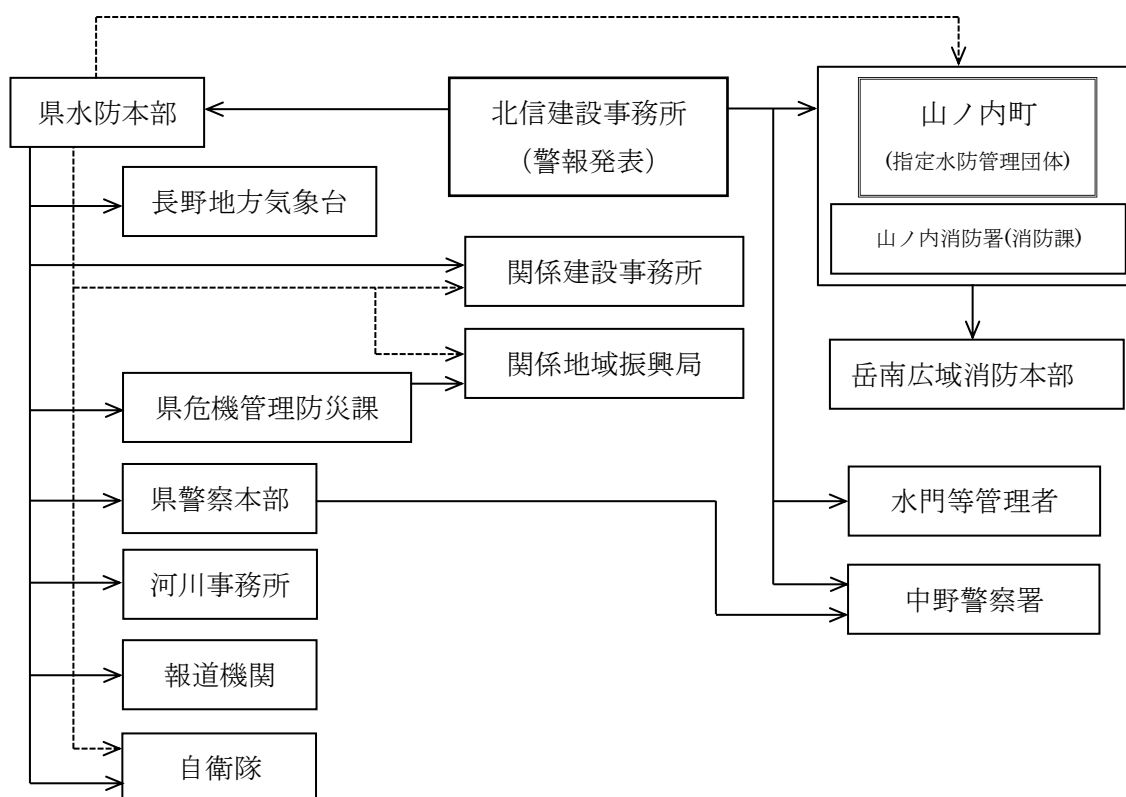 県水防本部
北信建設事務所
（警報発表）
山ノ内町
(指定水防管理団体)
山ノ内消防署(消防課)
長野地方気象台
関係建設事務所
関係地域振興局
岳南広域消防本部
県危機管理防災課
県警察本部
水門等管理者
河川事務所
中野警察署
報道機関
自衛隊